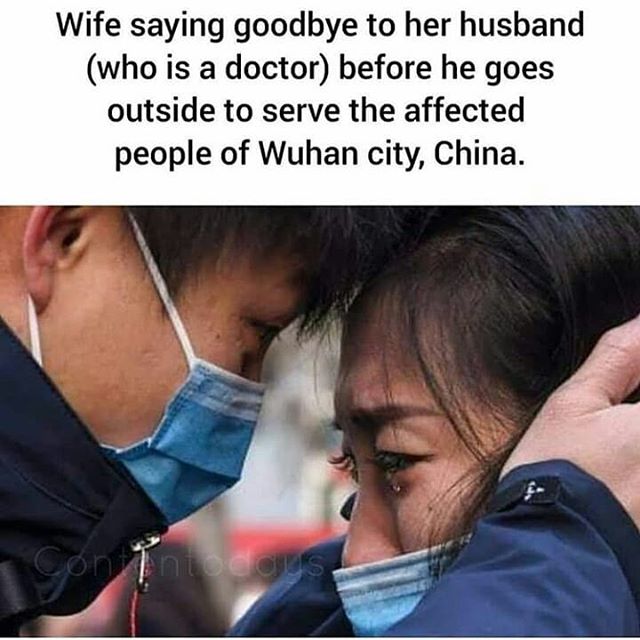 Wife saying goodbye to her husband
(who is a doctor) before he goes
outside to serve the affected
people of Wuhan city, China.
Contentodays